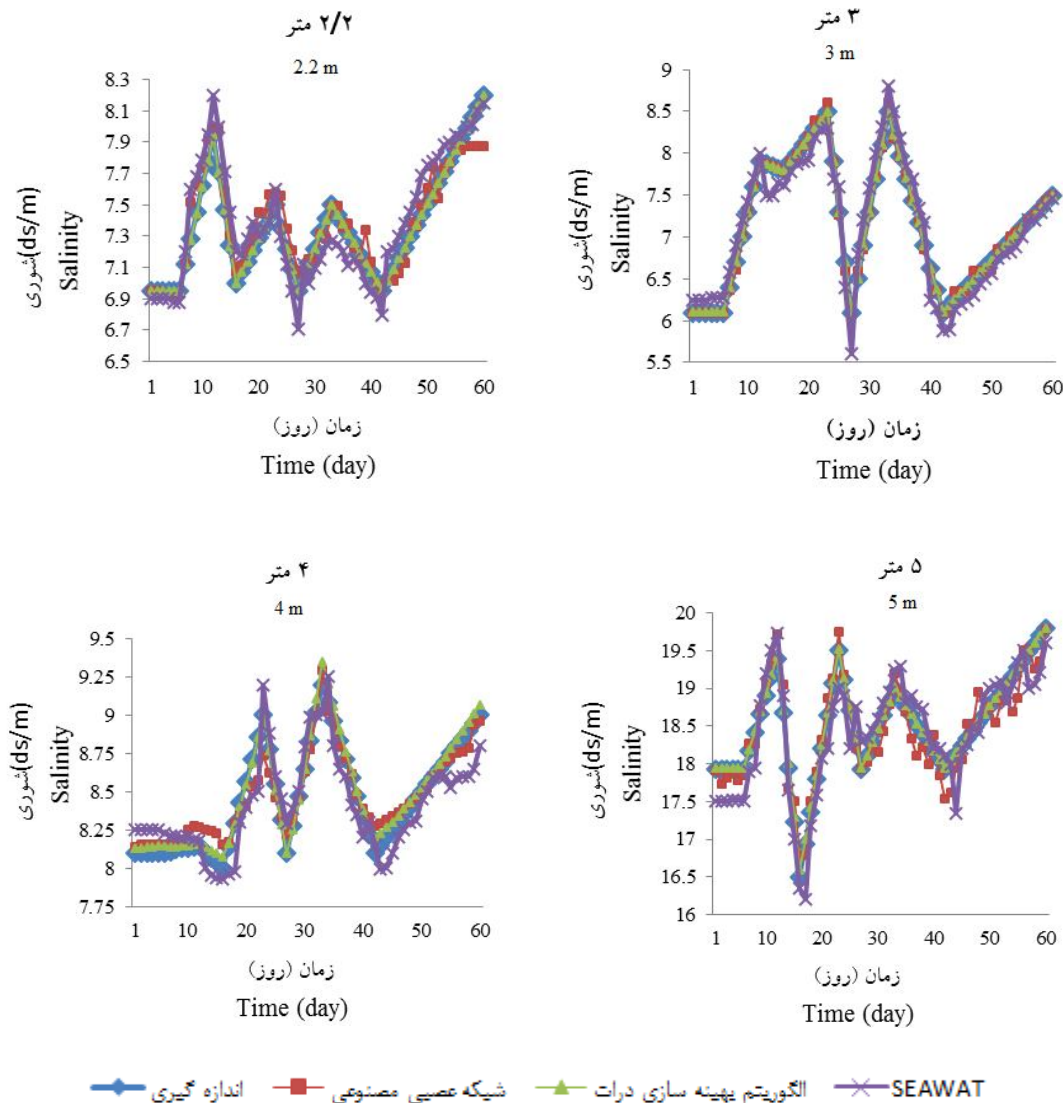 ۲/۲ متر
2.2 m
8.3
8.1
7.9
7.7
7.5
7.3
7.1
6.9
6.7
6.5
1 10 20 30 40 50 60
شوری(ds/m)
Salinity
زمان (روز)
Time (day)
۳ متر
3 m
9
8.5
8
7.5
7
6.5
6
5.5
1 10 20 30 40 50 60
شوری(ds/m)
Salinity
زمان (روز)
Time (day)
۴ متر
4 m
9.5
9.25
9
8.75
8.5
8.25
8
7.75
1 10 20 30 40 50 60
شوری(ds/m)
Salinity
زمان (روز)
Time (day)
۵ متر
5 m
20
19.5
19
18.5
18
17.5
17
16.5
16
1 10 20 30 40 50 60
شوری(ds/m)
Salinity
زمان (روز)
Time (day)
اندازه گیری
شبکه عصبی مصنوعی
الگوریتم بهینه سازی ذرات
SEAWAT